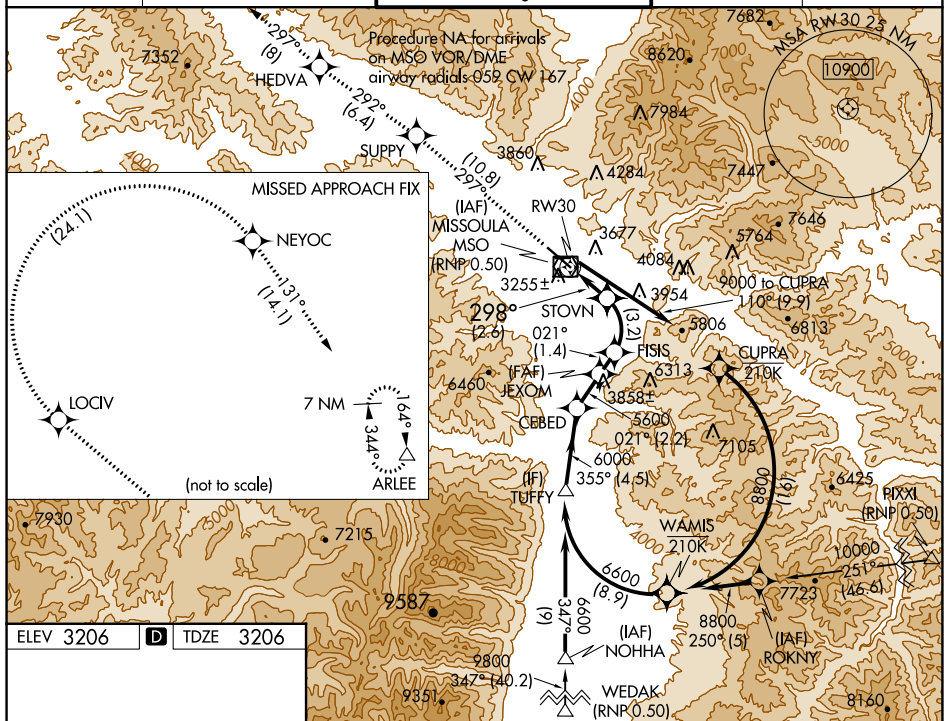 297°
(8)
HEDVA
7352
292°
(6.4)
SUPPY
Procedure NA for arrivals
on MSO VOR/DME
airway radials 059 CW 167
7682
8620
7000
MSA RW30 25 NM
10900
7984
5000
4000
3860
4284
7447
(10.8)
297°
MISSED APPROACH FIX
(24.1)
NEYOC
131°
(14.1)
LOCIV
7 NM
164°
344°
ARLEE
(not to scale)
(IAF)
MISSOULA
MSO
(RNP 0.50)
RW30
3677
7646
5764
4084
3255±
3954
9000 to CUPRA
110° (9.9)
STOVN
298°
(2.6)
(3.2)
5806
6813
021°
(1.4)
FISIS
5000
CUPRA
210K
(FAF)
JEXOM
6460
6313
3858±
CEBED
5600
021° (2.2)
7105
6000
355° (4.5)
8800
(16)
6425
(IF)
TUFFY
PIXXI
(RNP 0.50)
7930
7215
8000
4000
WAMIS
210K
10000
251°
(46.6)
6600
(8.9)
7723
9587
6600
347°
(9)
8800
250° (5)
(IAF)
ROKNY
(IAF)
NOHHA
ELEV 3206
D
TDZE 3206
9800
347° (40.2)
9351
WEDAK
(RNP 0.50)
8160